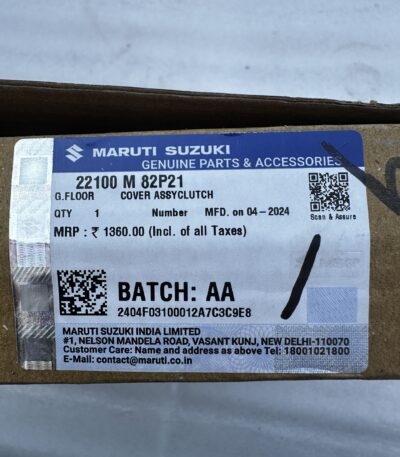 MARUTI SUZUKI
GENUINE PARTS & ACCESSORIES
22100 M 82P21
G.FLOOR COVER ASSYCLUTCH
QTY 1 Number MFD. on 04-2024
Scan & Assure
MRP : ₹ 1360.00 (Incl. of all Taxes)
BATCH: AA
2404F03100012A7C3C9E8
MARUTI SUZUKI INDIA LIMITED
#1, NELSON MANDELA ROAD, VASANT KUNJ, NEW DELHI-110070
Customer Care: Name and address as above Tel: 18001021800
E-Mail: contact@maruti.co.in